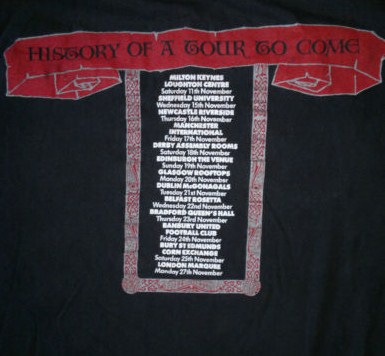 HISTORY OF A TOUR TO COME
MILTON KEYNES
LOUGHTON CENTRE
Saturday 11th November
SHEFFIELD UNIVERSITY
Wednesday 15th November
NEWCASTLE RIVERSIDE
Thursday 16th November
MANCHESTER
INTERNATIONAL
Friday 17th November
DERBY ASSEMBLY ROOMS
Saturday 18th November
EDINBURGH THE VENUE
Sunday 19th November
GLASGOW ROOFTOPS
Monday 20th November
DUBLIN McGONAGALS
Tuesday 21st November
BELFAST ROSETTA
Wednesday 22nd November
BRADFORD QUEEN'S HALL
Thursday 23rd November
BANBURY UNITED
FOOTBALL CLUB
Friday 24th November
BURY ST EDMUNDS
CORN EXCHANGE
Saturday 25th November
LONDON MARQUEE
Monday 27th November